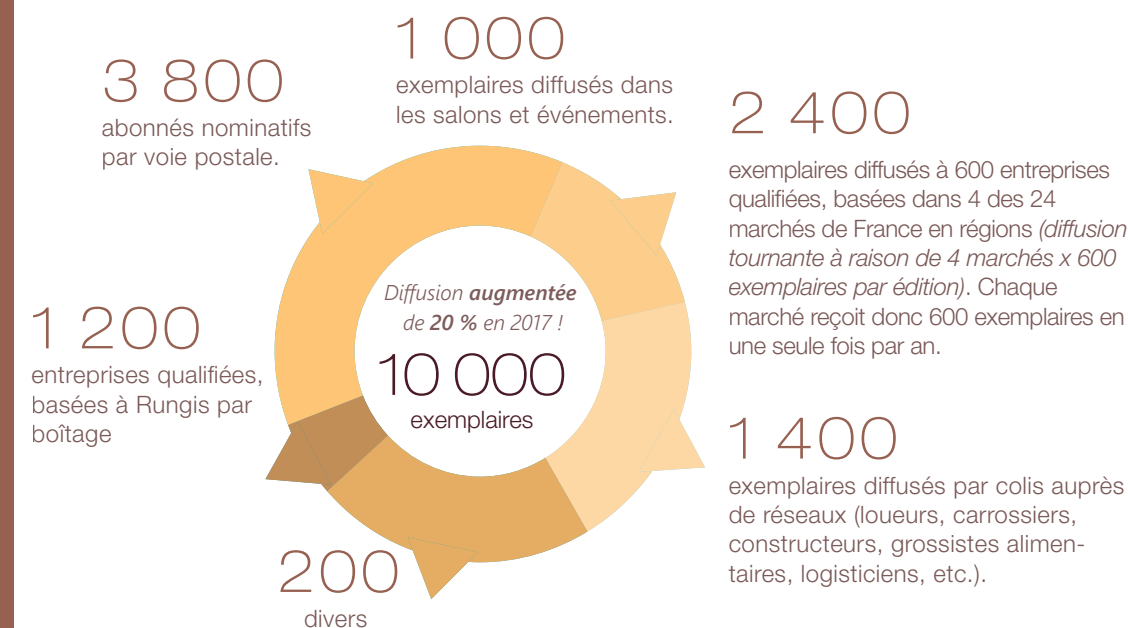 3 800
abonnés nominatifs
par voie postale.
1 000
exemplaires diffusés dans
les salons et événements.
2 400
exemplaires diffusés à 600 entreprises
qualifiées, basées dans 4 des 24
marchés de France en régions (diffusion
tournante à raison de 4 marchés x 600
exemplaires par édition). Chaque
marché reçoit donc 600 exemplaires en
une seule fois par an.
1 200
entreprises qualifiées,
basées à Rungis par
boîtage
Diffusion augmentée
de 20 % en 2017 !
10 000
exemplaires
1 400
exemplaires diffusés par colis auprès
de réseaux (loueurs, carrossiers,
constructeurs, grossistes alimen-
taires, logisticiens, etc.).
200
divers